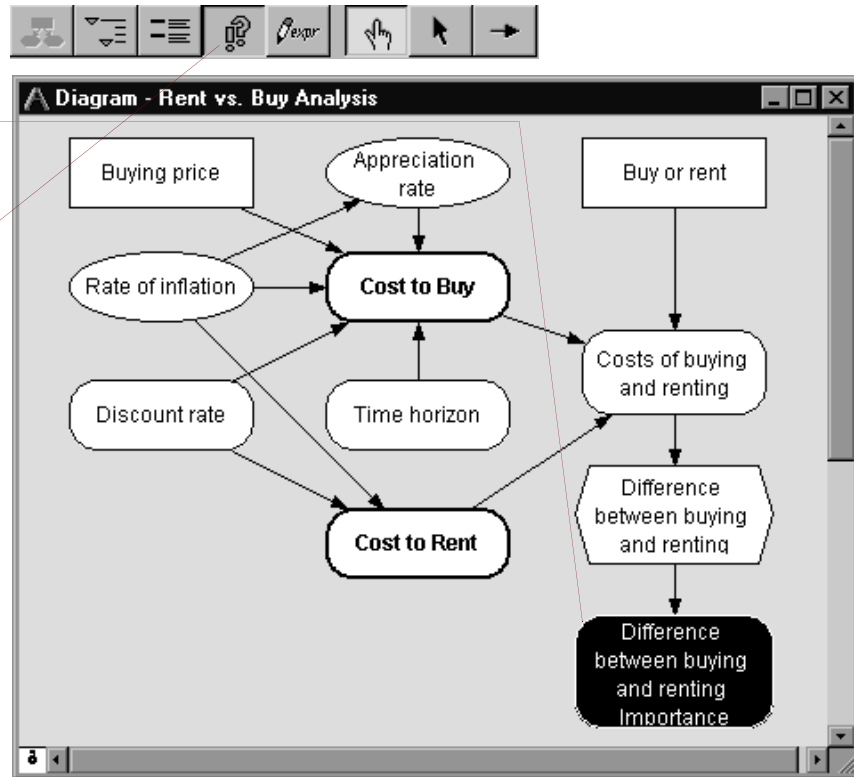 expr
Diagram - Rent vs. Buy Analysis
Buying price
Appreciation
rate
Buy or rent
Rate of inflation
Cost to Buy
Costs of buying
and renting
Discount rate
Time horizon
Difference
between buying
and renting
Cost to Rent
Difference
between buying
and renting
Importance